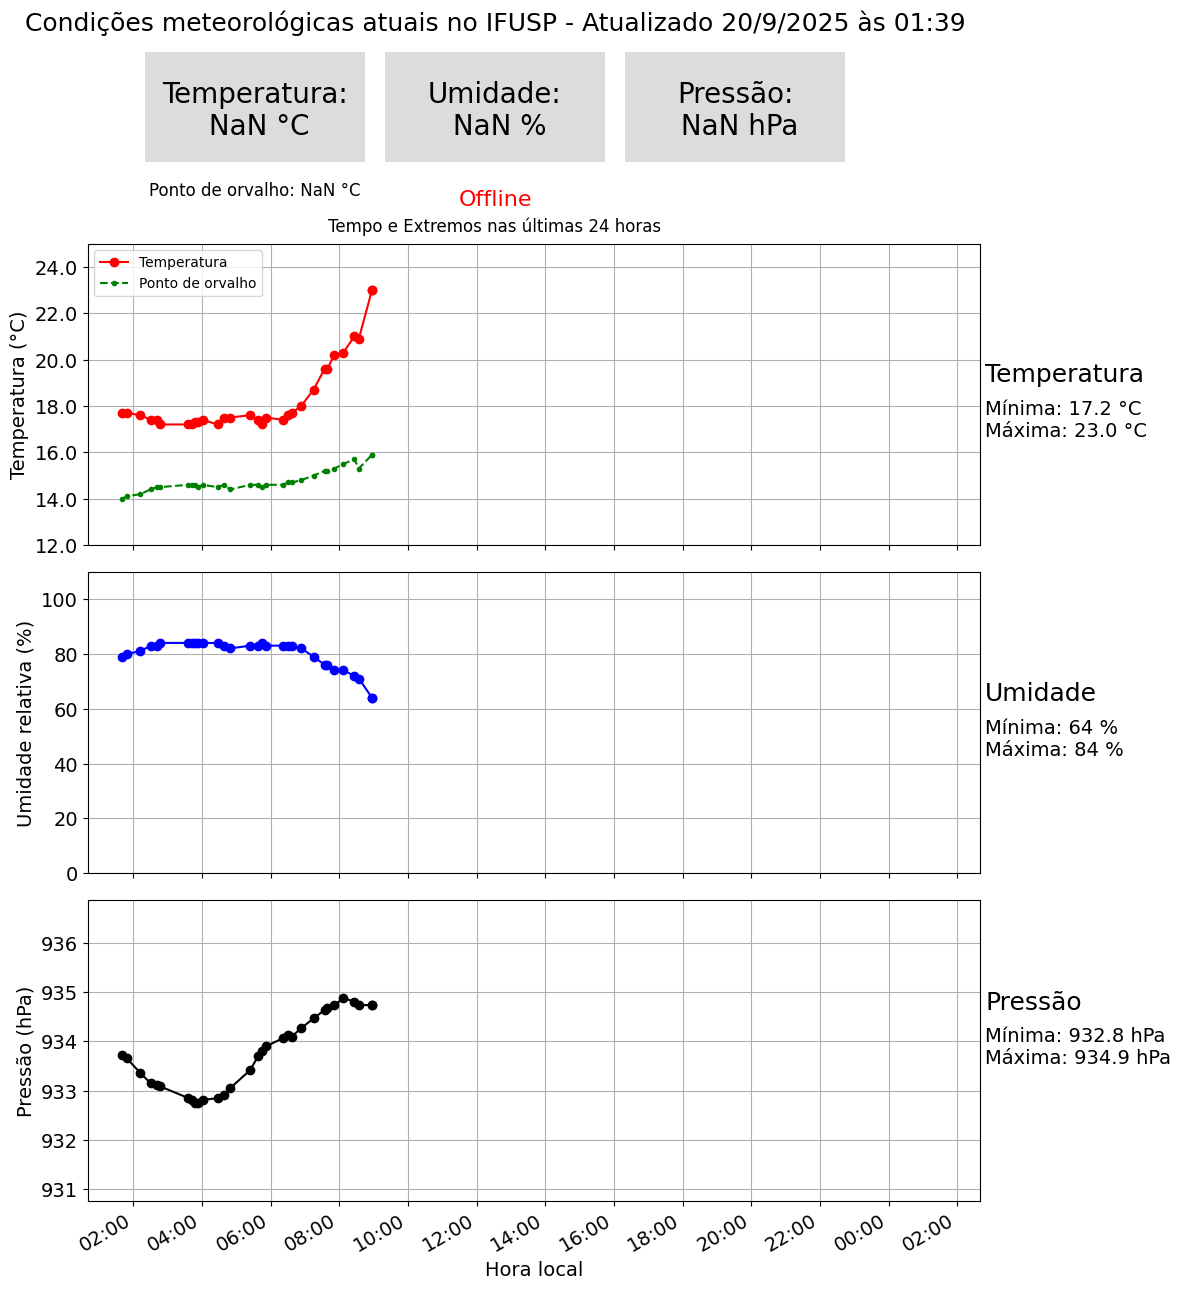 Condições meteorológicas atuais no IFUSP - Atualizado 20/9/2025 às 01:39
Temperatura:
NaN °C
Umidade:
NaN %
Pressão:
NaN hPa
Ponto de orvalho: NaN °C
Offline
Tempo e Extremos nas últimas 24 horas
Temperatura
Ponto de orvalho
Temperatura (°C)
24.0
22.0
20.0
18.0
16.0
14.0
12.0
Temperatura
Mínima: 17.2 °C
Máxima: 23.0 °C
Umidade relativa (%)
100
80
60
40
20
0
Umidade
Mínima: 64 %
Máxima: 84 %
Pressão (hPa)
936
935
934
933
932
931
Pressão
Mínima: 932.8 hPa
Máxima: 934.9 hPa
02:00 04:00 06:00 08:00 10:00 12:00 14:00 16:00 18:00 20:00 22:00 00:00 02:00
Hora local